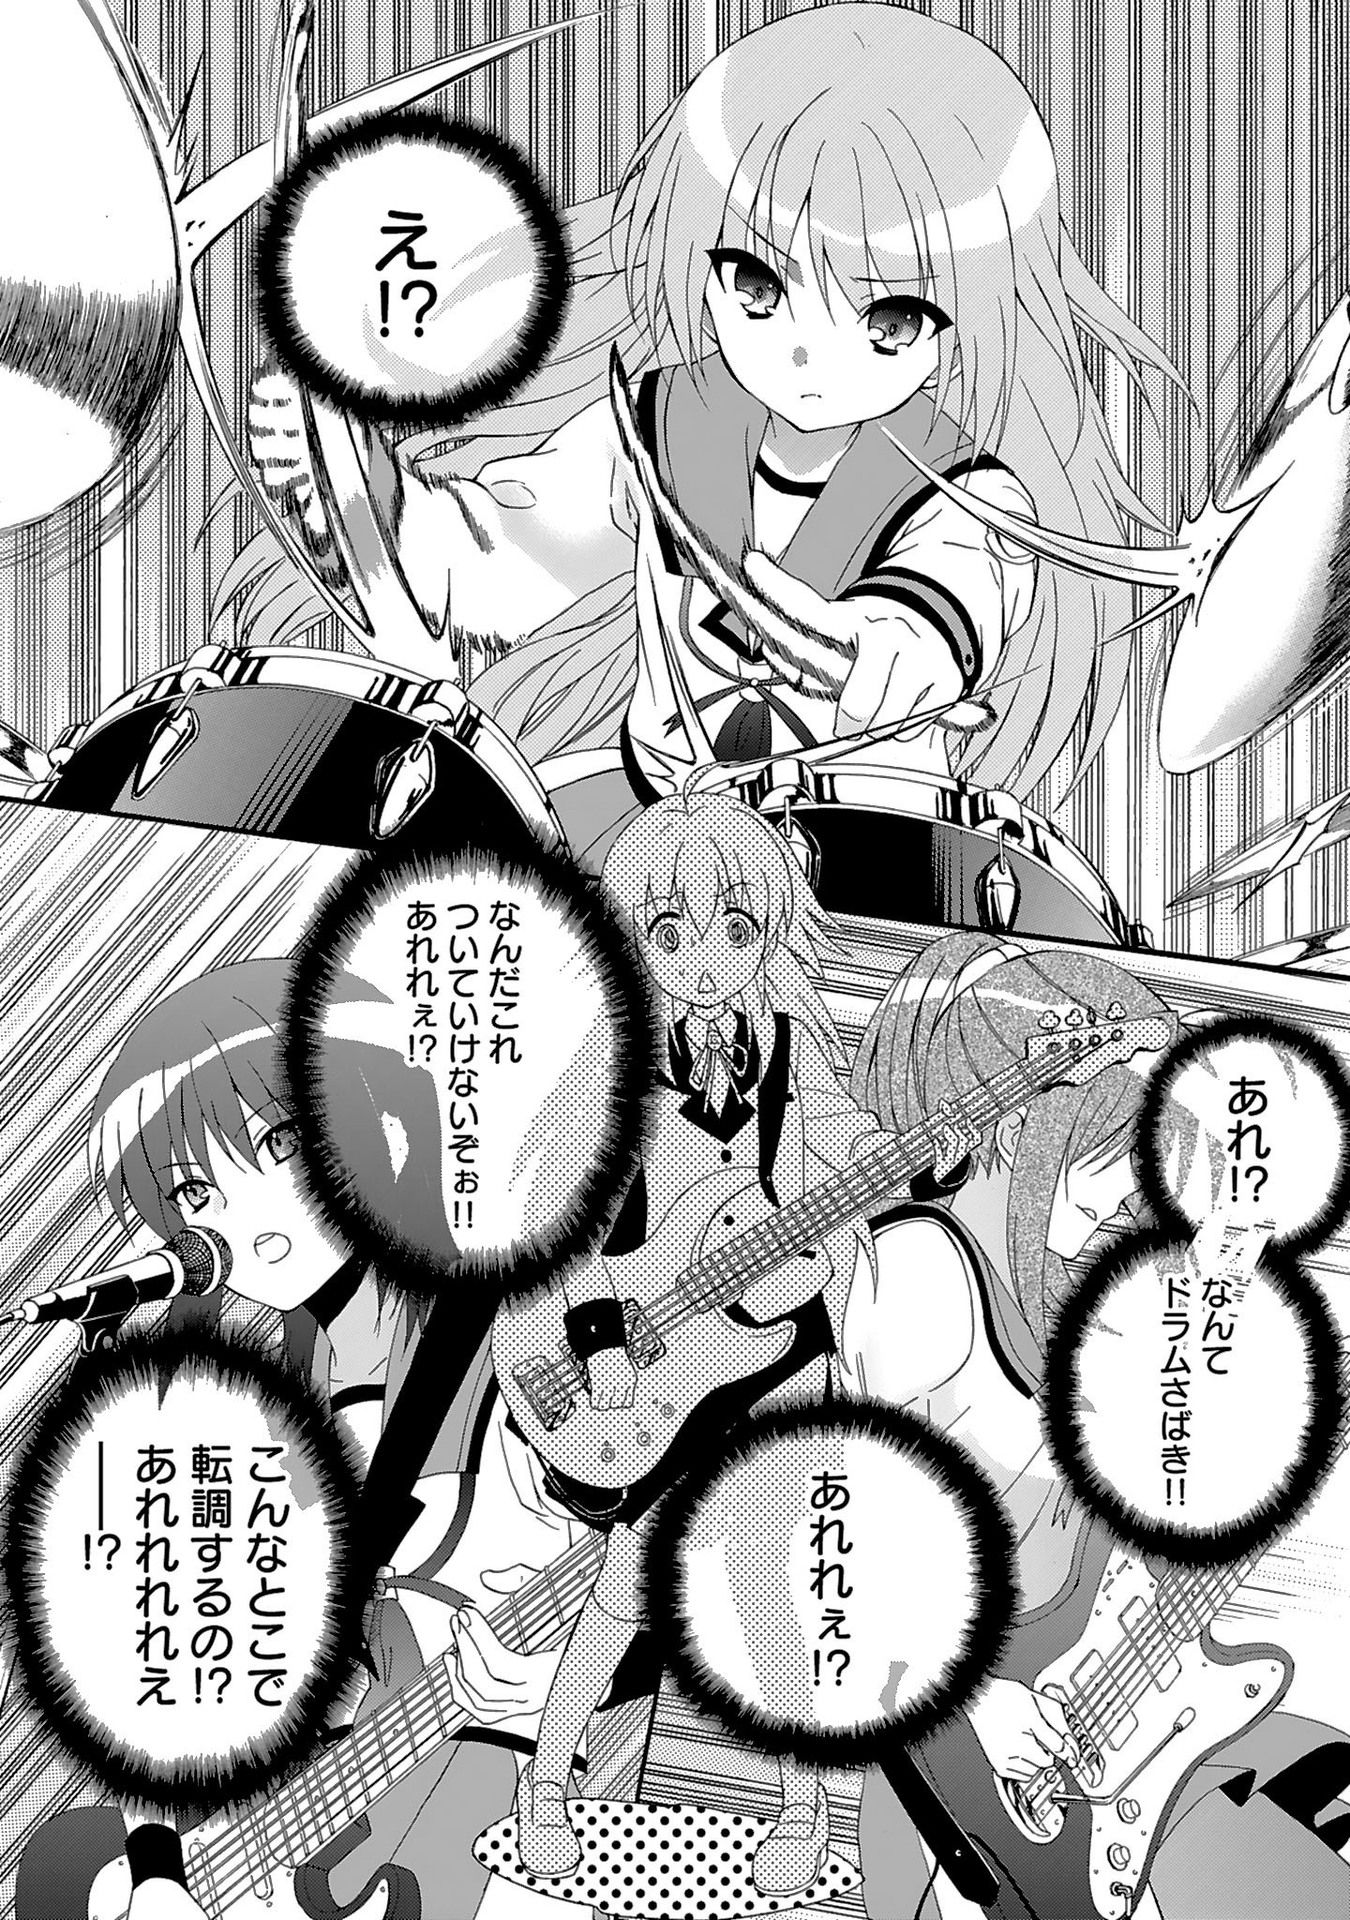 え!?
あれ!?
なんて
ドラムさばき!!
なんだこれ
ついていけないぞぉ!!
あれれぇ!?
あれれぇ!?
こんなとこで
転調するの!?
あれれれれえ
――!?